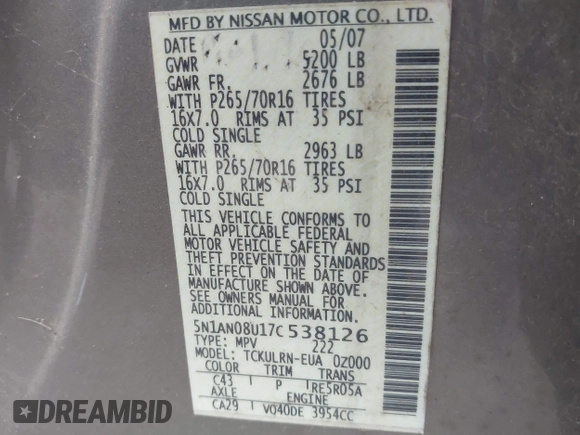 MFD BY NISSAN MOTOR CO., LTD.
DATE 05/07
GVWR 5200 LB
GAWR FR. 2676 LB
WITH P265/70R16 TIRES
16X7.0 RIMS AT 35 PSI
COLD SINGLE
GAWR RR. 2963 LB
WITH P265/70R16 TIRES
16X7.0 RIMS AT 35 PSI
COLD SINGLE
THIS VEHICLE CONFORMS TO
ALL APPLICABLE FEDERAL
MOTOR VEHICLE SAFETY AND
THEFT PREVENTION STANDARDS
IN EFFECT ON THE DATE OF
MANUFACTURE SHOWN ABOVE.
SEE OWNERS MANUAL FOR
ADDITIONAL INFORMATION.
5N1AN08U17C538126
TYPE: MPV 222
MODEL: TCKULRN-EUA 0Z000
COLOR TRIM TRANS
C43 P RE5R05A
AXLE ENGINE
CA29 VQ40DE 3954CC
REBID
DATA SOLUTIONS